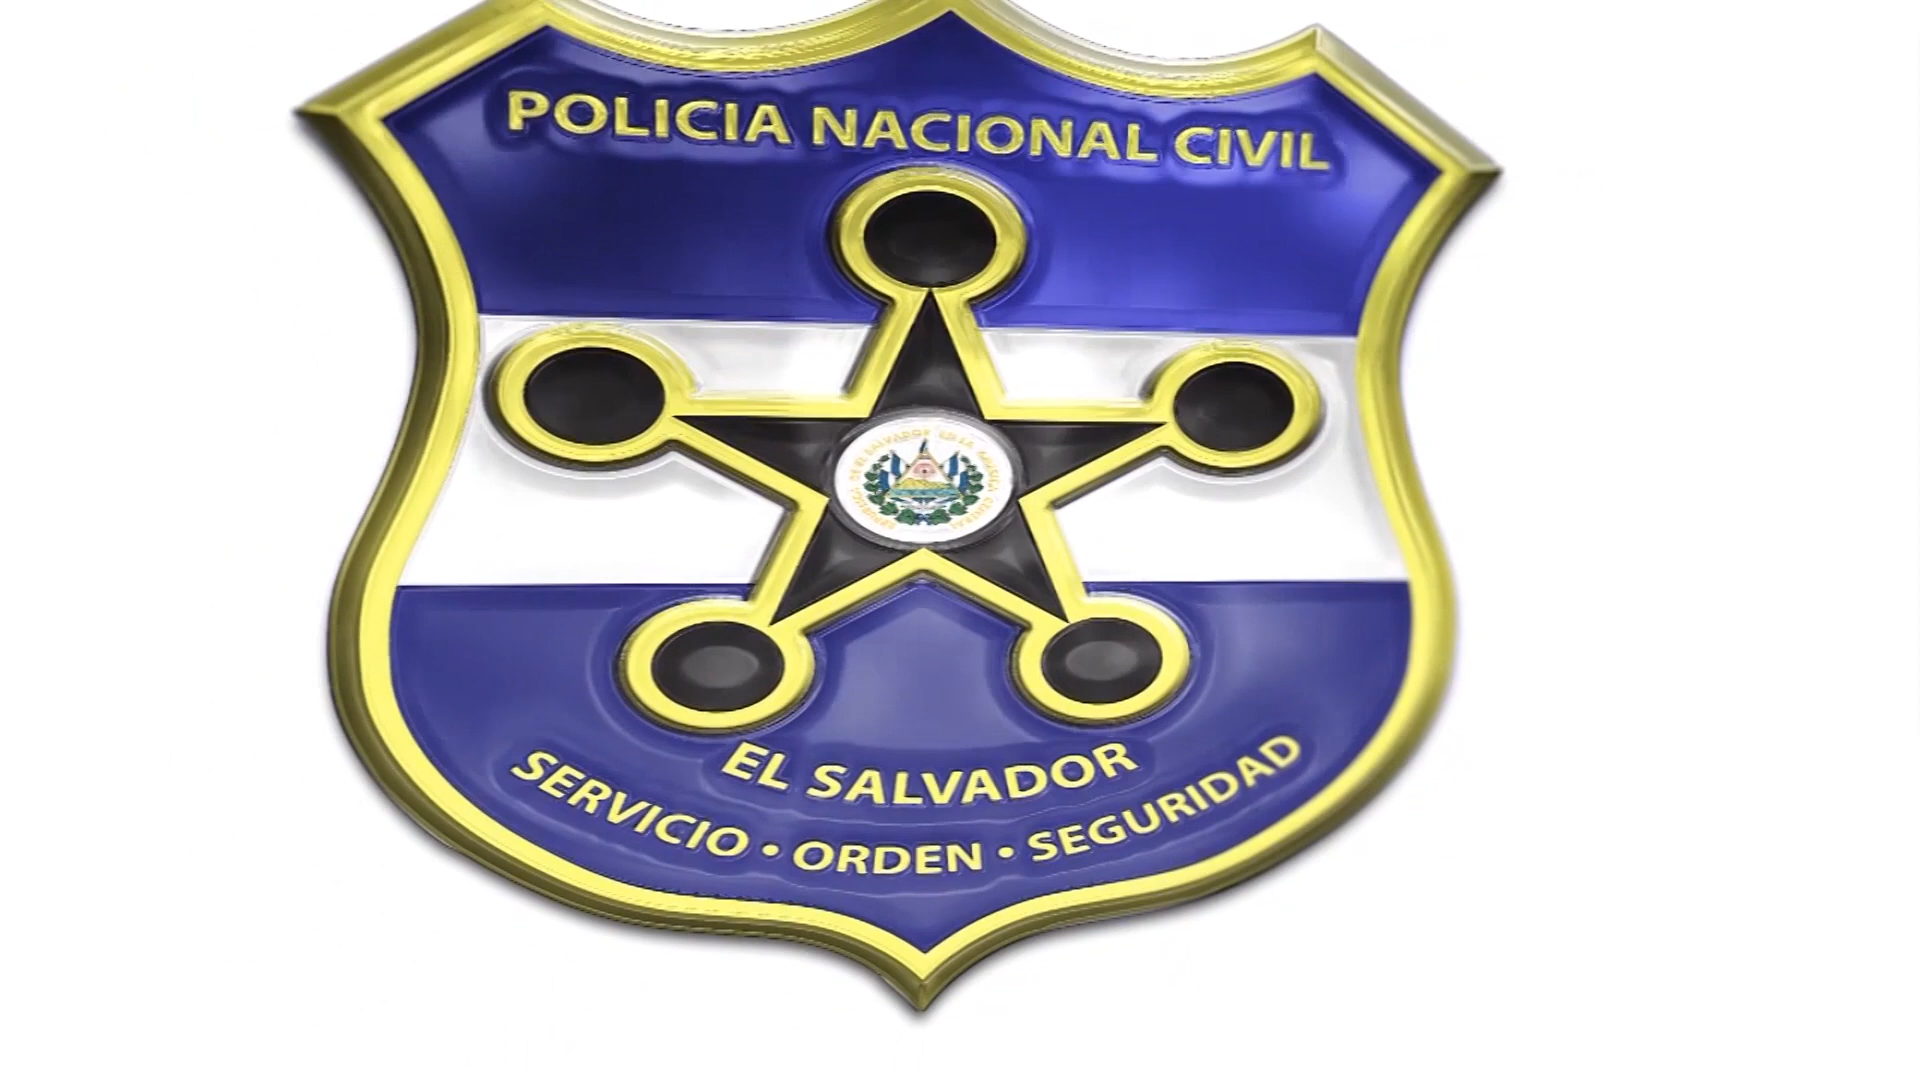 POLICIA NACIONAL CIVIL
EL SALVADOR
SERVICIO • ORDEN • SEGURIDAD